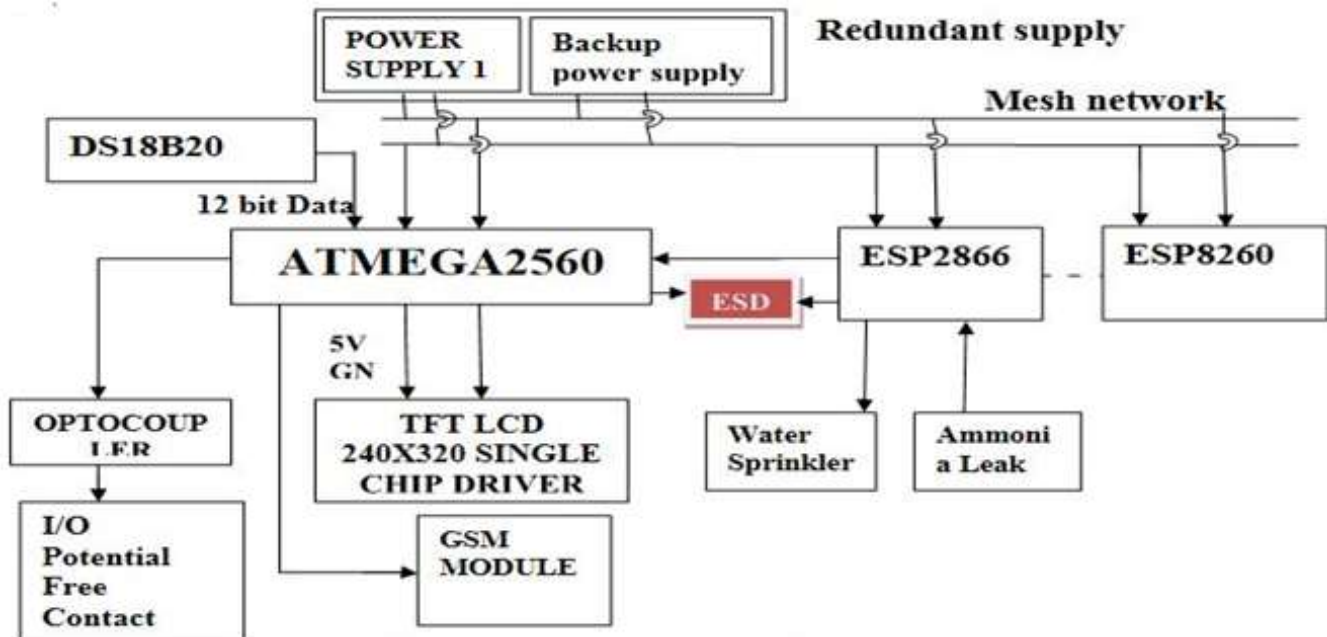 POWER
SUPPLY 1
Backup
power supply
Redundant supply
Mesh network
DS18B20
12 bit Data
ATMEGA2560
ESP2866
ESP8260
ESD
5V
GN
OPTOCOUP
LER
TFT LCD
240X320 SINGLE
CHIP DRIVER
Water
Sprinkler
Ammoni
a Leak
I/O
Potential
Free
Contact
GSM
MODULE